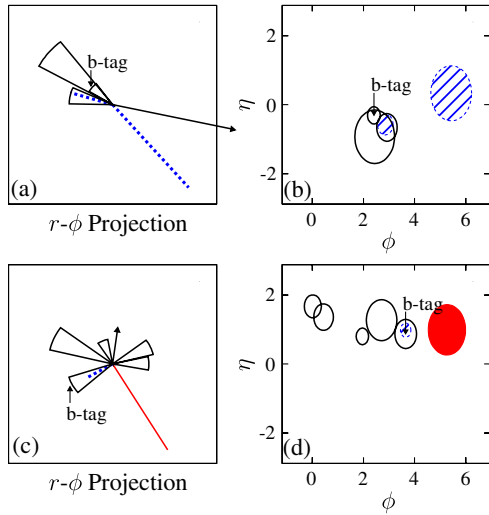 b-tag
(a)
r-ϕ Projection
η
2
0
-2
b-tag
(b)
0 2 4 6
ϕ
b-tag
(c)
r-ϕ Projection
η
2
0
-2
b-tag
(d)
0 2 4 6
ϕ